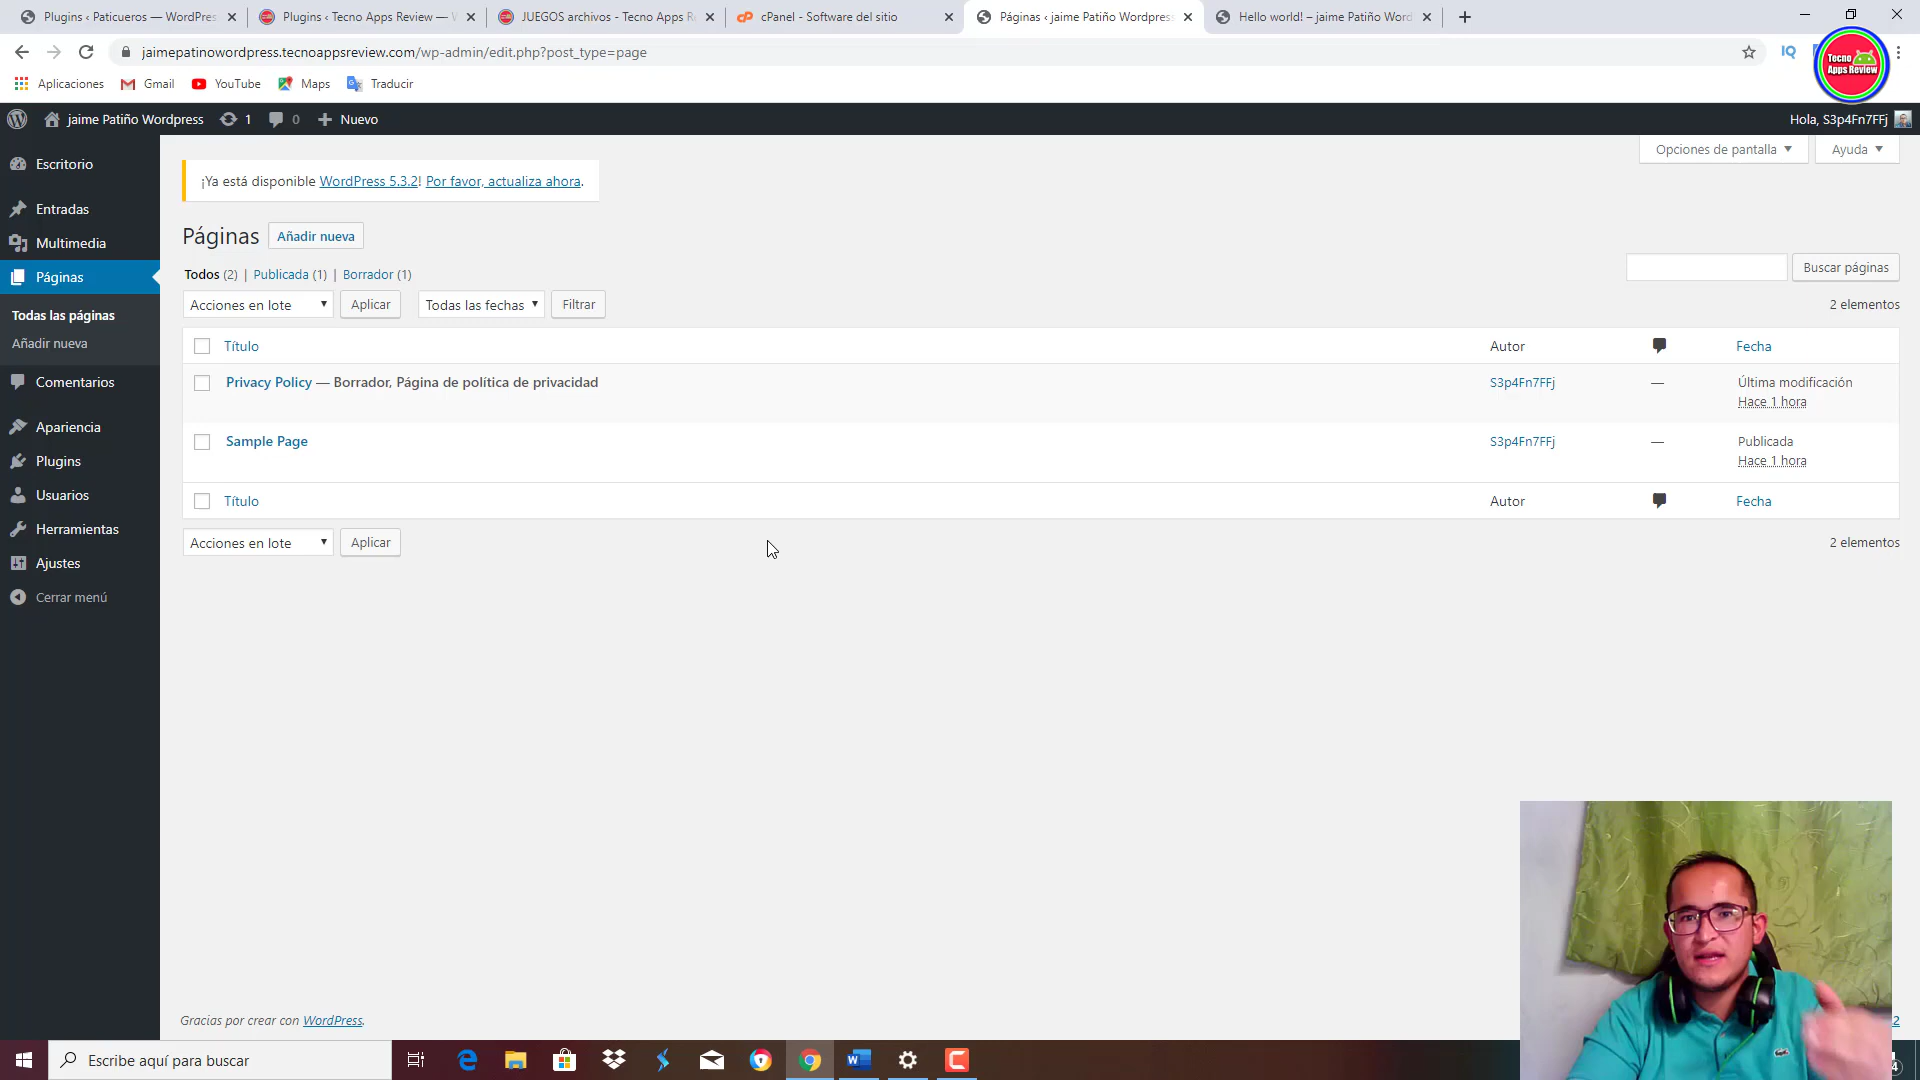 Plugins ‹ Paticueros — WordPres
Plugins ‹ Tecno Apps Review — W
JUEGOS archivos - Tecno Apps Re
cPanel - Software del sitio
Páginas ‹ jaime Patiño Wordpress
Hello world! – jaime Patiño Word
jaimepatinowordpress.tecnoappsreview.com/wp-admin/edit.php?post_type=page
IQ
Tecno
Apps Review
Aplicaciones
Gmail
YouTube
Maps
Traducir
jaime Patiño Wordpress
1
0
Nuevo
Hola, S3p4Fn7FFj
Opciones de pantalla
Ayuda
Escritorio
Entradas
Multimedia
Páginas
Todas las páginas
Añadir nueva
Comentarios
Apariencia
Plugins
Usuarios
Herramientas
Ajustes
Cerrar menú
¡Ya está disponible WordPress 5.3.2! Por favor, actualiza ahora.
Páginas
Añadir nueva
Todos (2) | Publicada (1) | Borrador (1)
Buscar páginas
Acciones en lote
Aplicar
Todas las fechas
Filtrar
2 elementos
Título
Autor
Fecha
Privacy Policy — Borrador, Página de política de privacidad
S3p4Fn7FFj
—
Última modificación
Hace 1 hora
Sample Page
S3p4Fn7FFj
—
Publicada
Hace 1 hora
Título
Autor
Fecha
Acciones en lote
Aplicar
2 elementos
Gracias por crear con WordPress.
2
Escribe aquí para buscar